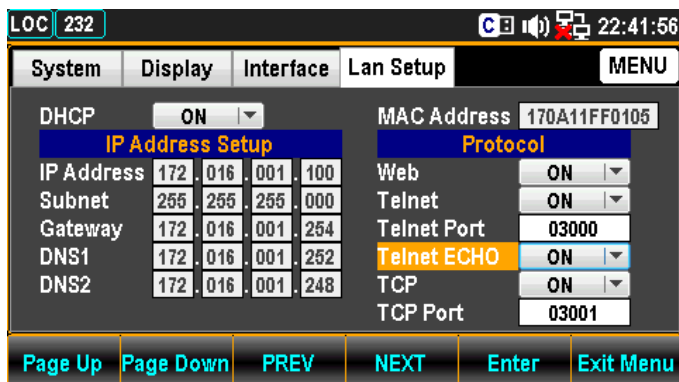 LOC 232 C 22:41:56
System Display Interface Lan Setup MENU
DHCP ON MAC Address 170A11FF0105
IP Address Setup Protocol
IP Address 172 . 016 . 001 . 100 Web ON
Subnet 255 . 255 . 255 . 000 Telnet ON
Gateway 172 . 016 . 001 . 254 Telnet Port 03000
DNS1 172 . 016 . 001 . 252 Telnet ECHO ON
DNS2 172 . 016 . 001 . 248 TCP ON
TCP Port 03001
Page Up Page Down PREV NEXT Enter Exit Menu